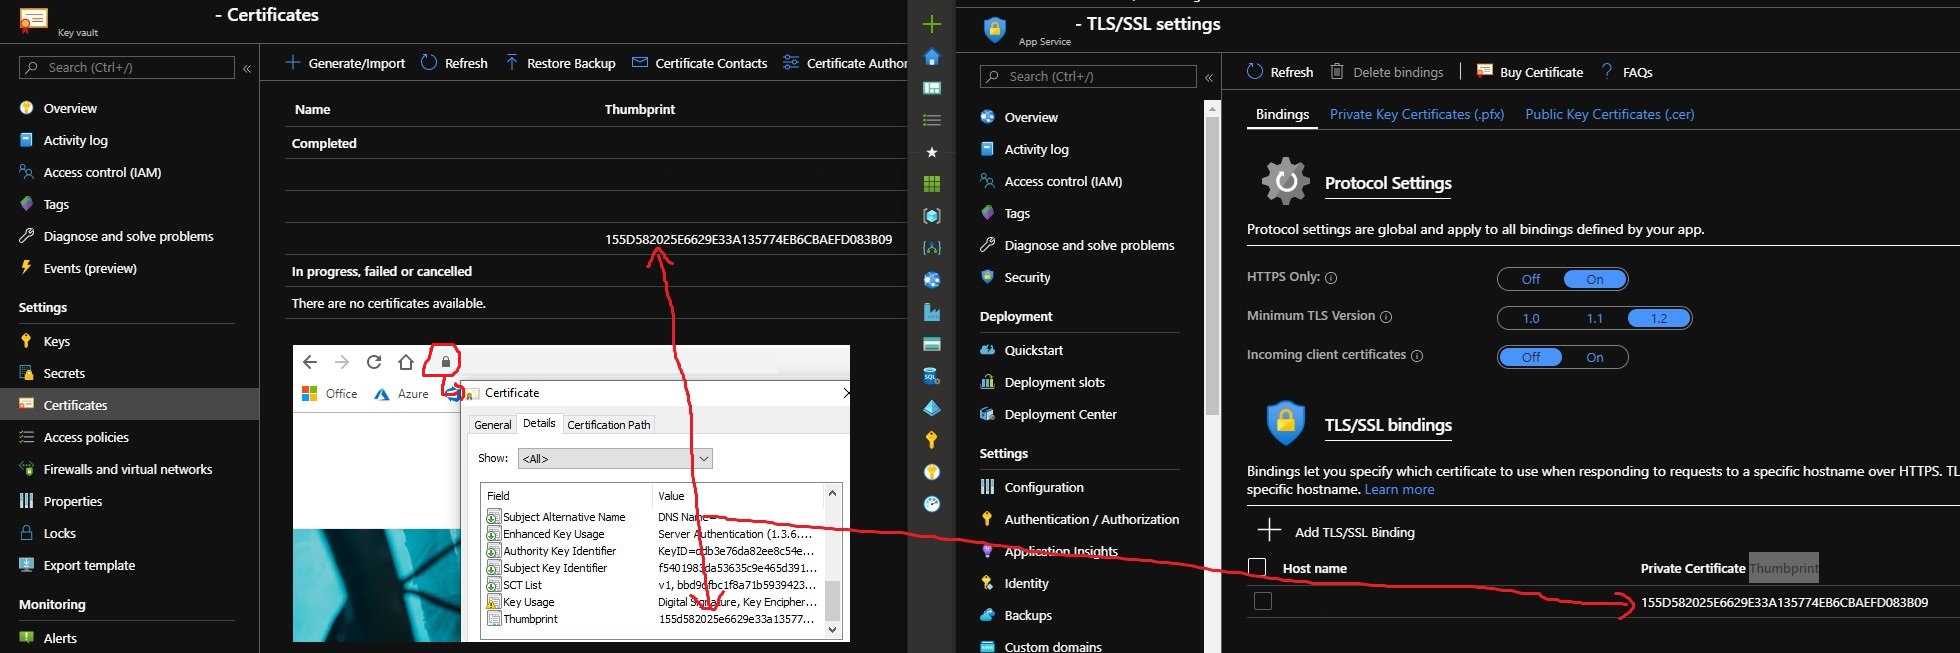 - Certificates
Key vault
Search (Ctrl+/)
«
Overview
Activity log
Access control (IAM)
Tags
Diagnose and solve problems
Events (preview)
Settings
Keys
Secrets
Certificates
Access policies
Firewalls and virtual networks
Properties
Locks
Export template
Monitoring
Alerts
Generate/Import Refresh Restore Backup Certificate Contacts Certificate Author
Name Thumbprint
Completed
155D582025E6629E33A135774EB6CBAEFD083B09
In progress, failed or cancelled
There are no certificates available.
Office Azure
Certificate
General Details Certification Path
Show: <All>
Field Value
Subject Alternative Name DNS Name=
Enhanced Key Usage Server Authentication (1.3.6....
Authority Key Identifier KeyID=ddb3e76da82ee8c54e...
Subject Key Identifier f5401983da53635c9e465d391...
SCT List v1, bbd9dfbc1f8a71b5939423...
Key Usage Digital Signature, Key Encipher...
Thumbprint 155d582025e6629e33a13577...
SQL
- TLS/SSL settings
App Service
Search (Ctrl+/)
«
Overview
Activity log
Access control (IAM)
Tags
Diagnose and solve problems
Security
Deployment
Quickstart
Deployment slots
Deployment Center
Settings
Configuration
Authentication / Authorization
Application Insights
Identity
Backups
Custom domains
Refresh Delete bindings Buy Certificate ? FAQs
Bindings Private Key Certificates (.pfx) Public Key Certificates (.cer)
Protocol Settings
Protocol settings are global and apply to all bindings defined by your app.
HTTPS Only: Off On
Minimum TLS Version 1.0 1.1 1.2
Incoming client certificates Off On
TLS/SSL bindings
Bindings let you specify which certificate to use when responding to requests to a specific hostname over HTTPS. TL
specific hostname. Learn more
Add TLS/SSL Binding
Host name Private Certificate Thumbprint
155D582025E6629E33A135774EB6CBAEFD083B09